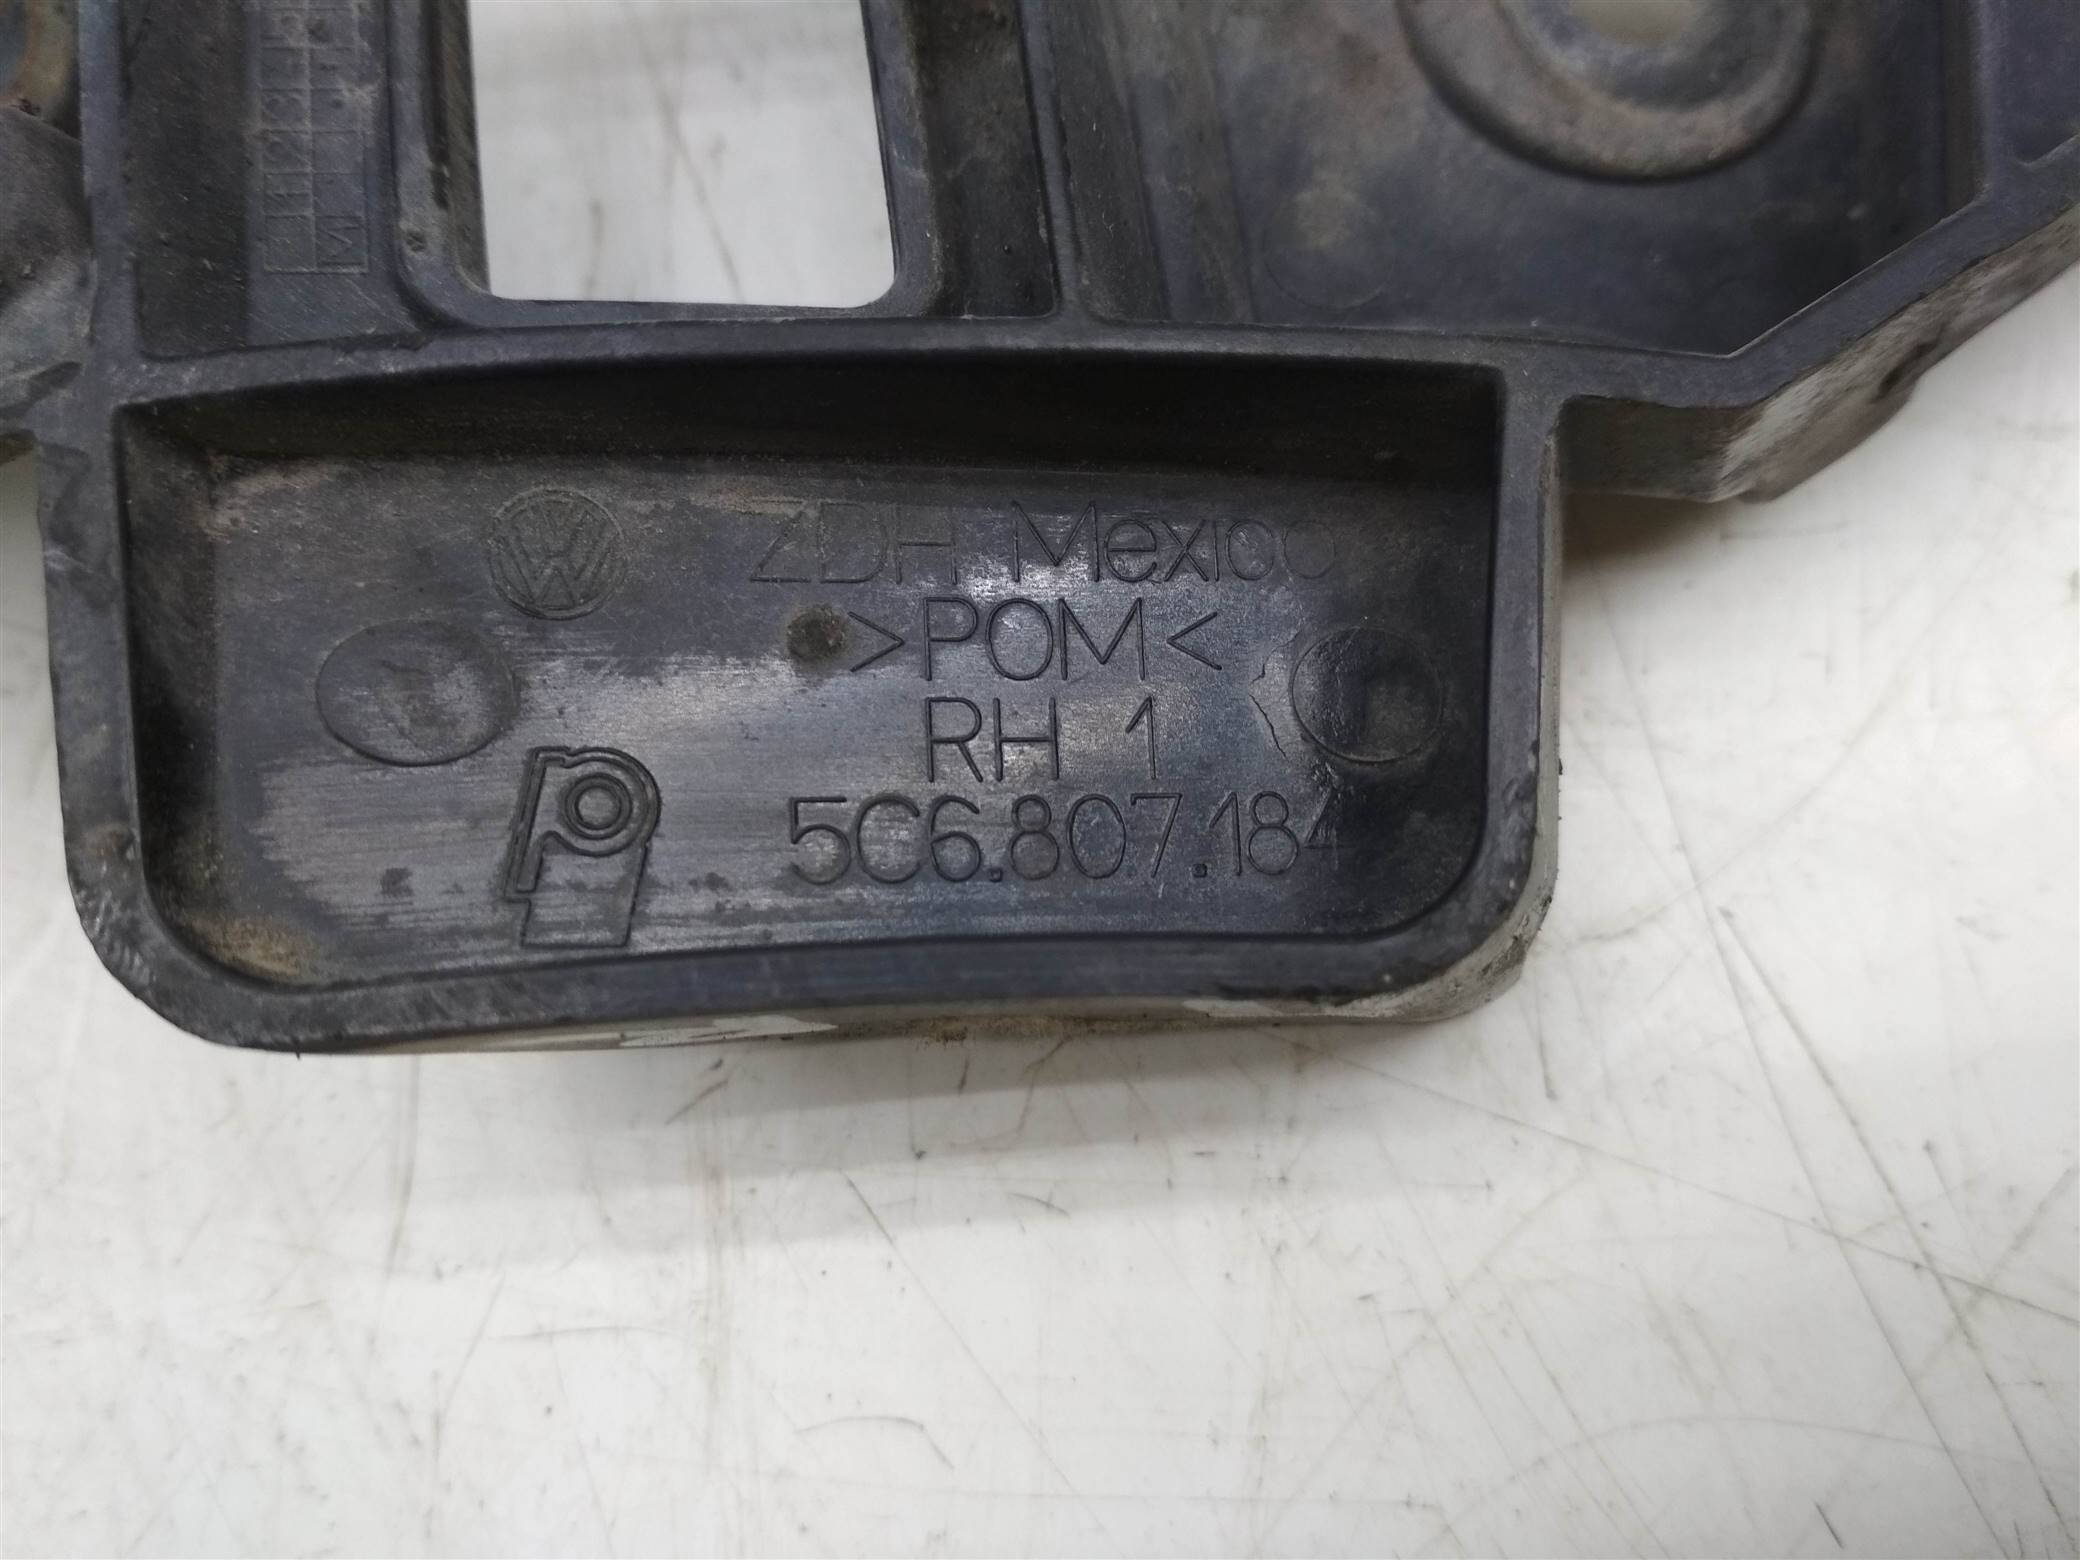 ZDH Mexico
>POM<
RH 1
5C6.807.184